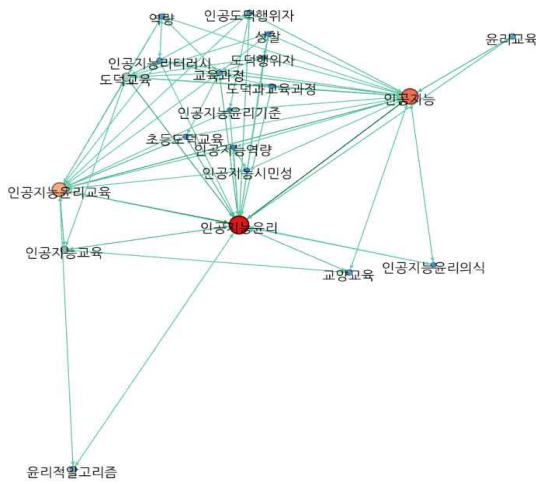 역량
인공도덕행위자
성찰
윤리교육
인공지능리터러시
도덕행위자
도덕교육
교육과정
도덕과교육과정
인공지능
인공지능윤리기준
초등도덕교육
인공지능역량
인공지능시민성
인공지능윤리교육
인공지능윤리
인공지능교육
교양교육
인공지능윤리의식
윤리적알고리즘